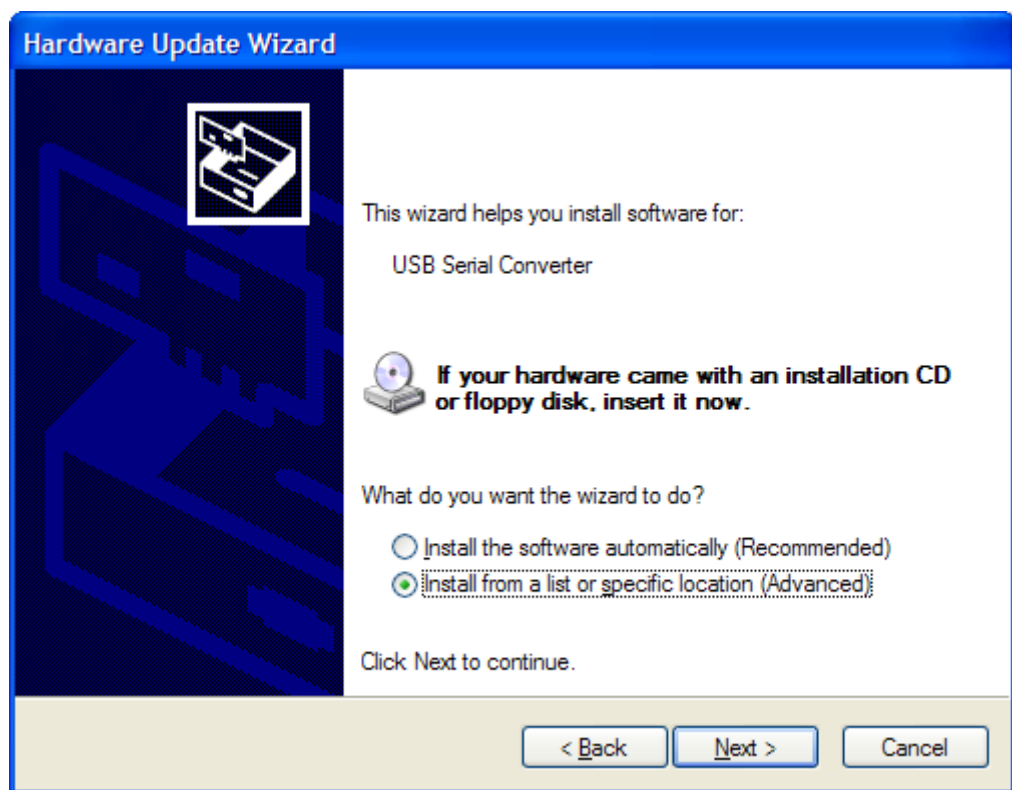 Hardware Update Wizard
This wizard helps you install software for:
USB Serial Converter
If your hardware came with an installation CD
or floppy disk, insert it now.
What do you want the wizard to do?
Install the software automatically (Recommended)
Install from a list or specific location (Advanced)
Click Next to continue.
< Back
Next >
Cancel